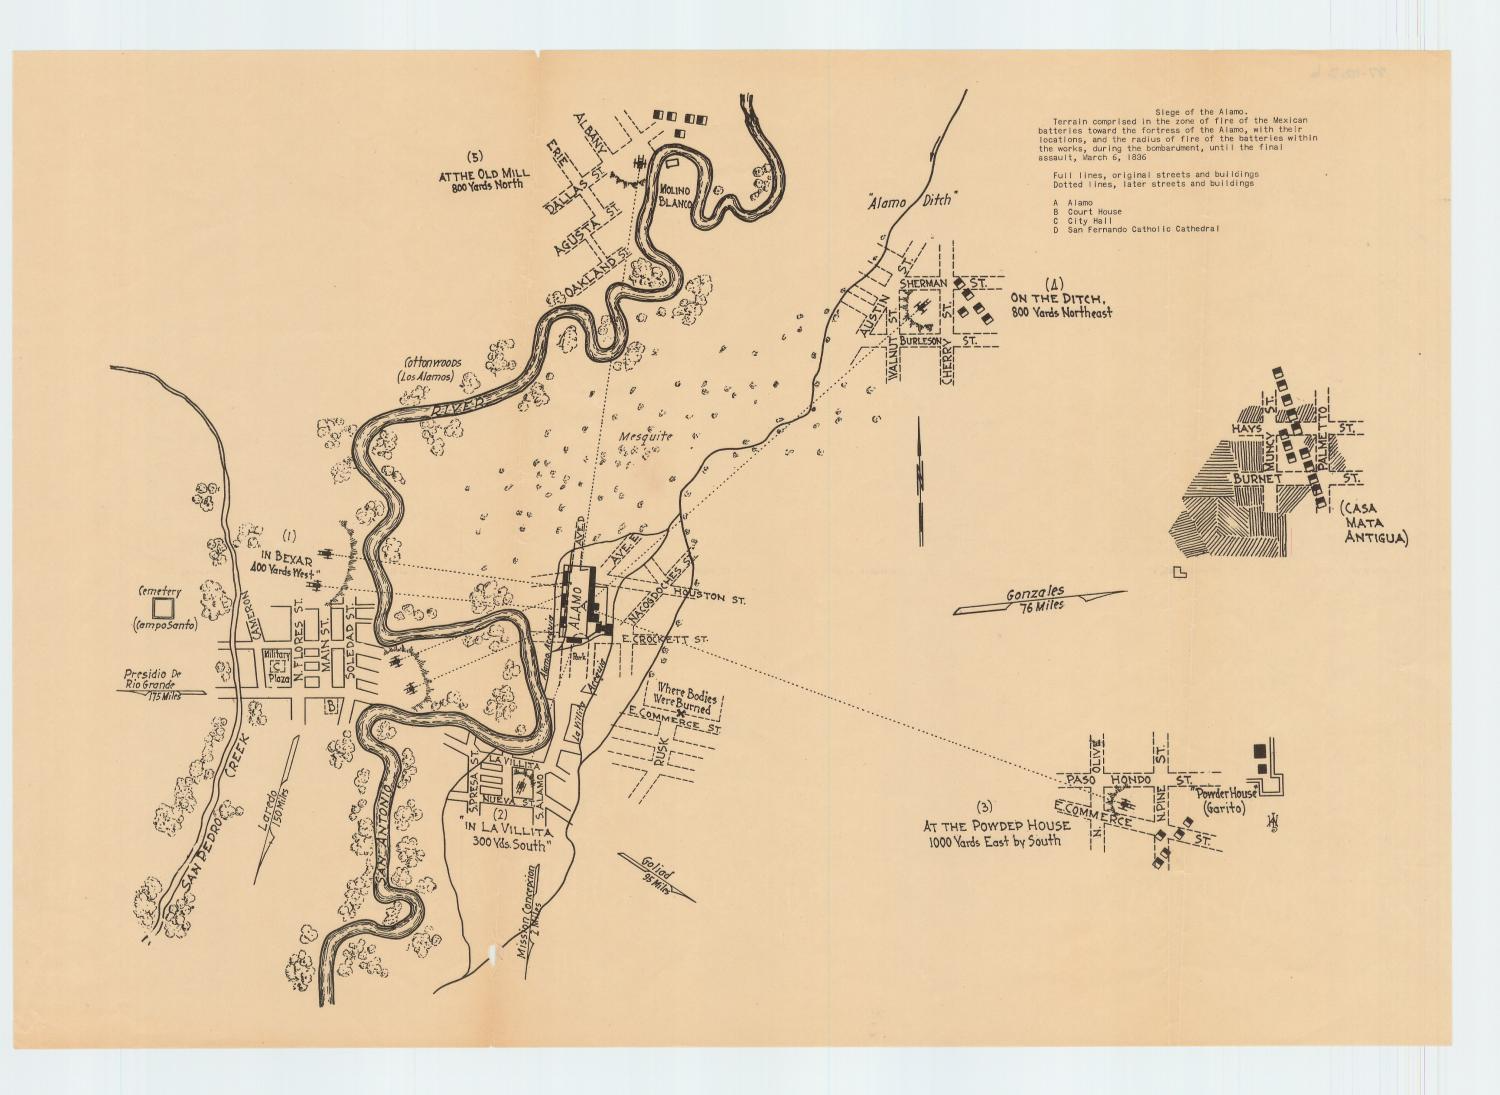 Siege of the Alamo.
Terrain comprised in the zone of fire of the Mexican
batteries toward the fortress of the Alamo, with their
locations, and the radius of fire of the batteries within
the works, during the bombardment, until the final
assault, March 6, 1836
Full lines, original streets and buildings
Dotted lines, later streets and buildings
A Alamo
B Court House
C City Hall
D San Fernando Catholic Cathedral
(5)
AT THE OLD MILL
800 Yards North
ALBANY
ERIE
DALLAS ST
AGUSTA ST
OAKLAND ST.
MOLINO
BLANCO
"Alamo Ditch"
ST.
AUSTIN
SHERMAN ST.
WALNUT ST.
BURLESON ST.
CHERRY ST.
(4)
ON THE DITCH,
800 Yards Northeast
Cottonwoods
(Los Alamos)
RIVER
Mesquite
HAYS ST.
MUNCY ST.
PALMETTO
BURNET ST.
(CASA
MATA
ANTIGUA)
(1)
IN BEXAR
400 Yards West"
Cemetery
(Campo Santo)
CAMERON
N. FLORES ST.
MAIN ST.
SOLEDAD ST.
Military
C
Plaza
B
Presidio De
Rio Grande
175 Miles
AVE D
AVE. E.
NACOGDOCHES ST.
HOUSTON ST.
ALAMO
A
E. CROCKETT ST.
Alamo Acequia
Park
Acequia
La Villita
Where Bodies
Were Burned
E. COMMERCE ST
RUSK
Gonzales
76 Miles
SAN PEDRO CREEK
Laredo
150 Miles
SAN ANTONIO
LA VILLITA
S. PRESA ST.
NUEVA ST.
S. ALAMO
(2)
"IN LA VILLITA
300 Yds. South"
Mission Concepcion
2 Miles
Goliad
95 Miles
(3)
AT THE POWDER HOUSE
1000 Yards East by South
PASO HONDO ST.
OLIVE
N.
E. COMMERCE ST.
N. PINE ST.
"Powder House"
(Garito)